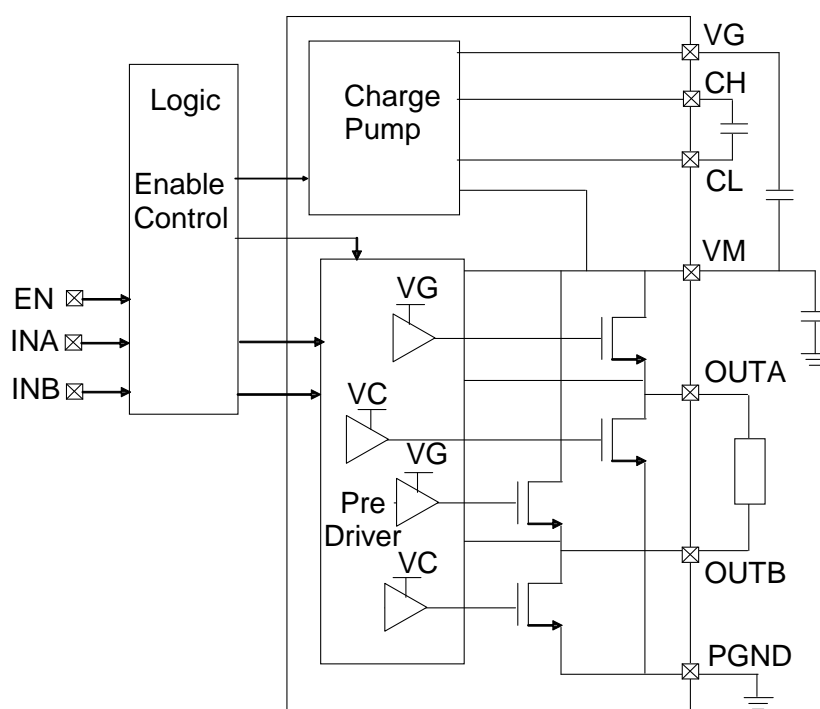 VG
CH
CL
Charge
Pump
Logic
Enable
Control
VM
EN
INA
INB
VG
VC
VG
Pre
Driver
VC
OUTA
OUTB
PGND